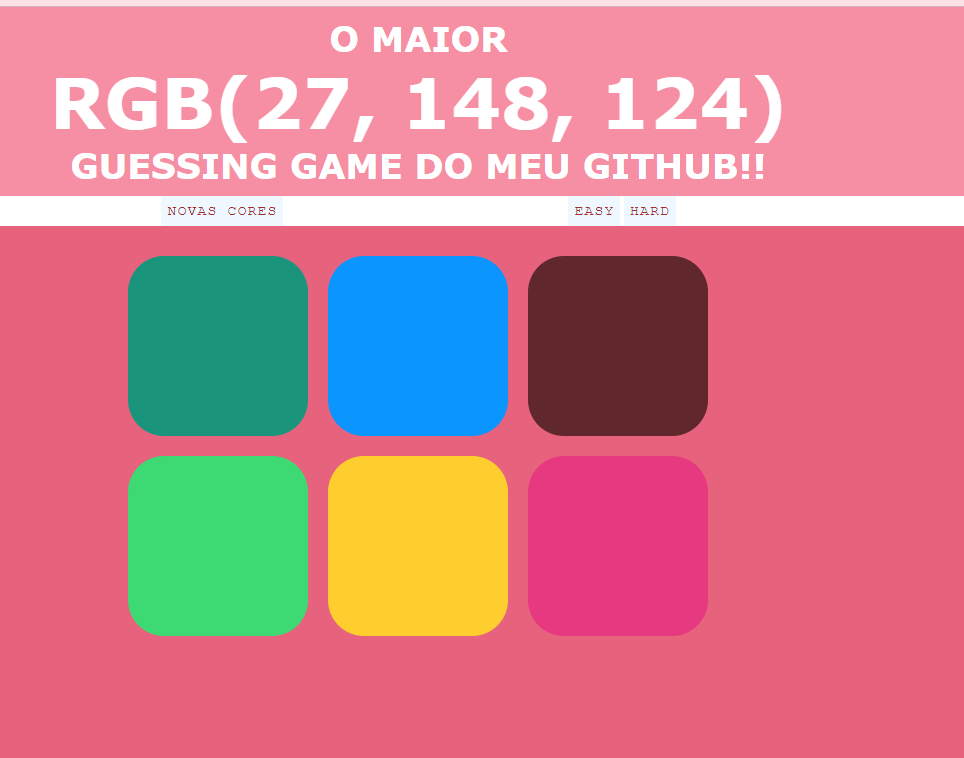 O MAIOR
RGB(27, 148, 124)
GUESSING GAME DO MEU GITHUB!!
NOVAS CORES EASY HARD